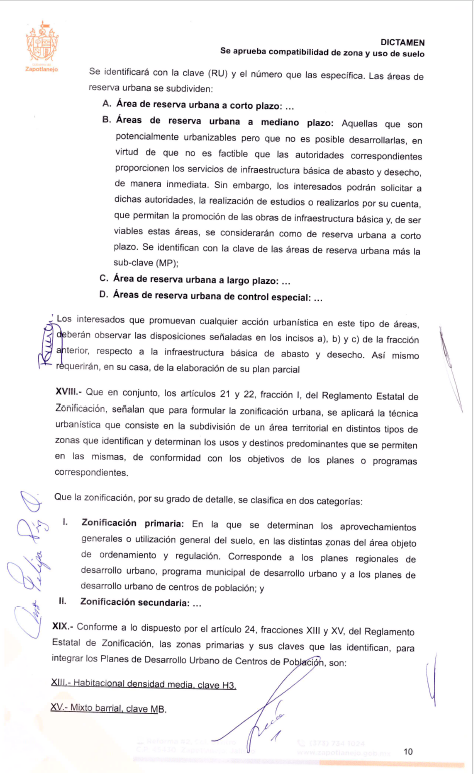 Zapotlanejo
DICTAMEN
Se aprueba compatibilidad de zona y uso de suelo
Se identificará con la clave (RU) y el número que las específica. Las áreas de
reserva urbana se subdividen:
A. Área de reserva urbana a corto plazo: ...
B. Áreas de reserva urbana a mediano plazo: Aquellas que son
potencialmente urbanizables pero que no es posible desarrollarlas, en
virtud de que no es factible que las autoridades correspondientes
proporcionen los servicios de infraestructura básica de abasto y desecho,
de manera inmediata. Sin embargo, los interesados podrán solicitar a
dichas autoridades, la realización de estudios o realizarlos por su cuenta,
que permitan la promoción de las obras de infraestructura básica y, de ser
viables estas áreas, se considerarán como de reserva urbana a corto
plazo. Se identifican con la clave de las áreas de reserva urbana más la
sub-clave (MP);
C. Área de reserva urbana a largo plazo: ...
D. Áreas de reserva urbana de control especial: ...
Los interesados que promuevan cualquier acción urbanística en este tipo de áreas,
deberán observar las disposiciones señaladas en los incisos a), b) y c) de la fracción
anterior, respecto a la infraestructura básica de abasto y desecho. Así mismo
requerirán, en su casa, de la elaboración de su plan parcial
XVIII.- Que en conjunto, los artículos 21 y 22, fracción I, del Reglamento Estatal de
Zonificación, señalan que para formular la zonificación urbana, se aplicará la técnica
urbanística que consiste en la subdivisión de un área territorial en distintos tipos de
zonas que identifican y determinan los usos y destinos predominantes que se permiten
en las mismas, de conformidad con los objetivos de los planes o programas
correspondientes.
Que la zonificación, por su grado de detalle, se clasifica en dos categorías:
I. Zonificación primaria: En la que se determinan los aprovechamientos
generales o utilización general del suelo, en las distintas zonas del área objeto
de ordenamiento y regulación. Corresponde a los planes regionales de
desarrollo urbano, programa municipal de desarrollo urbano y a los planes de
desarrollo urbano de centros de población; y
II. Zonificación secundaria: ...
XIX.- Conforme a lo dispuesto por el artículo 24, fracciones XIII y XV, del Reglamento
Estatal de Zonificación, las zonas primarias y sus claves que las identifican, para
integrar los Planes de Desarrollo Urbano de Centros de Población, son:
XIII.- Habitacional densidad media, clave H3.
XV.- Mixto barrial, clave MB.
10